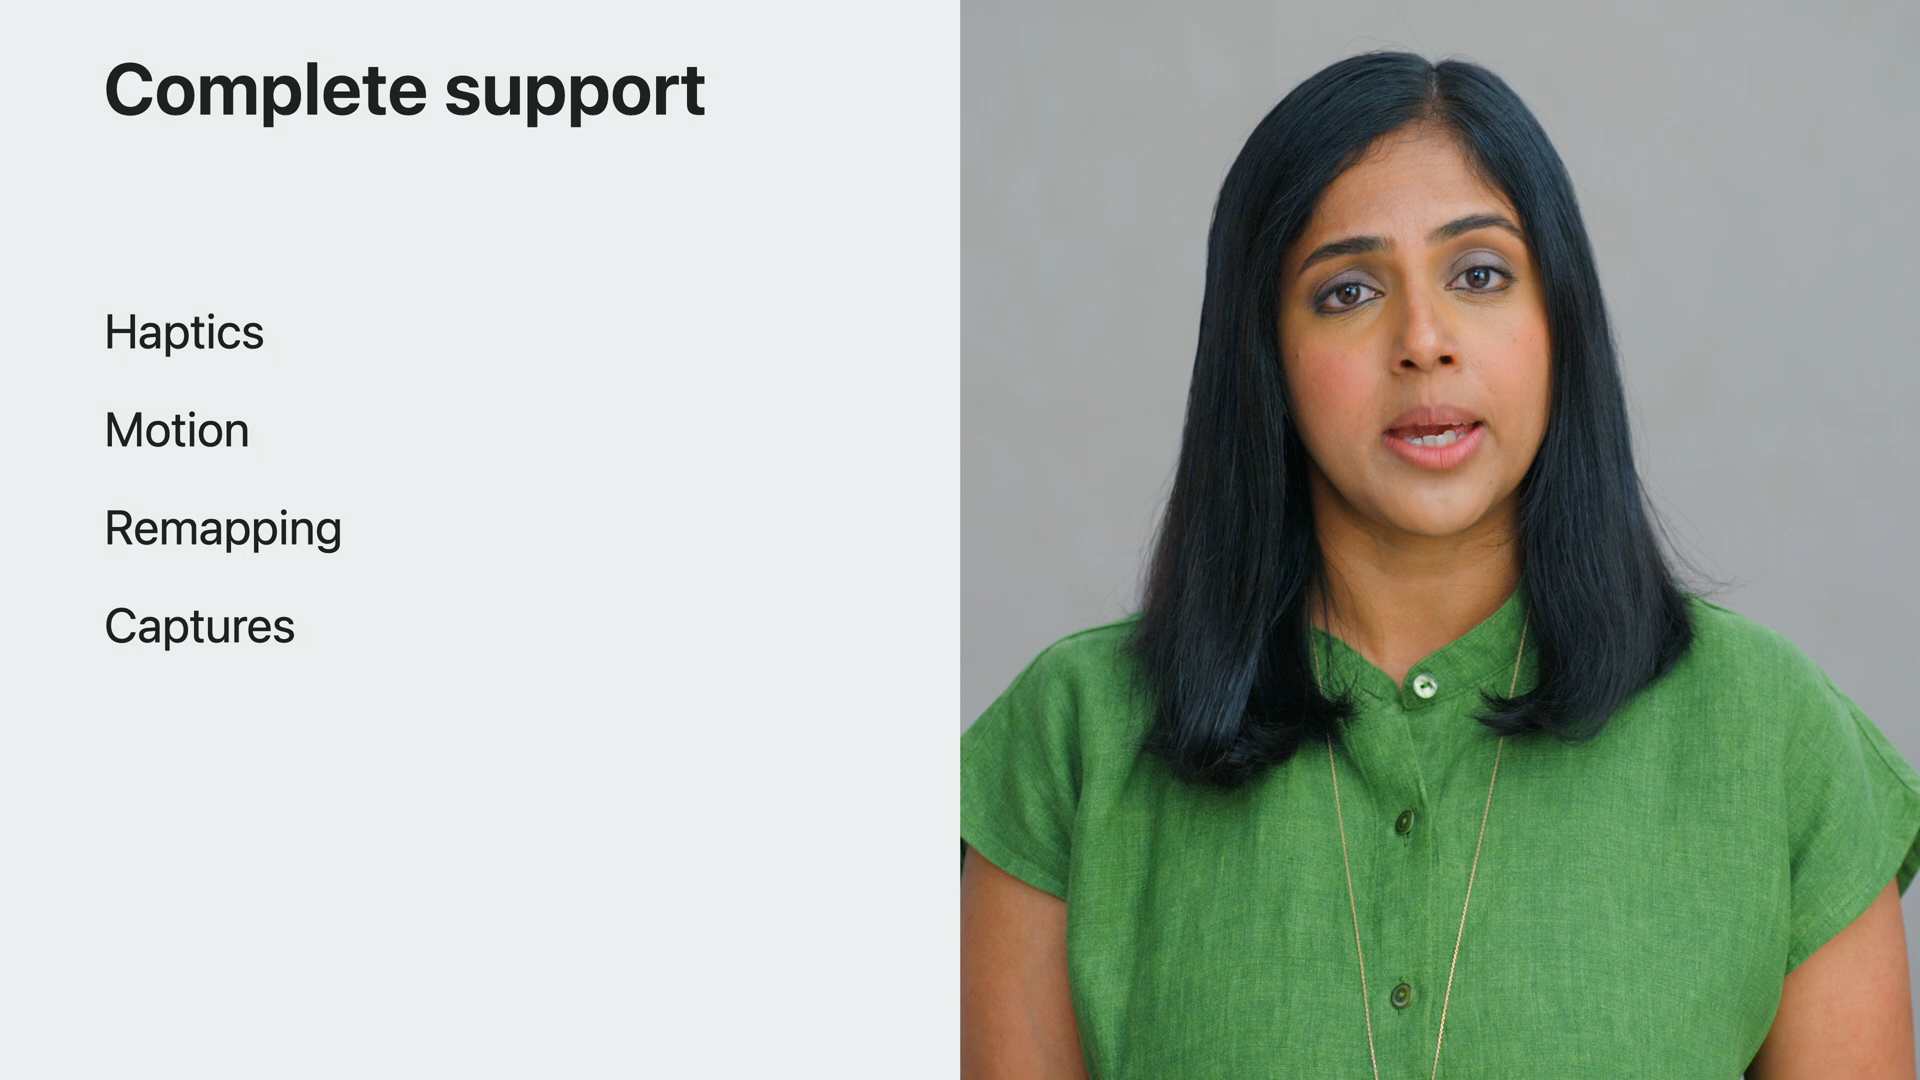 Complete support
Haptics
Motion
Remapping
Captures